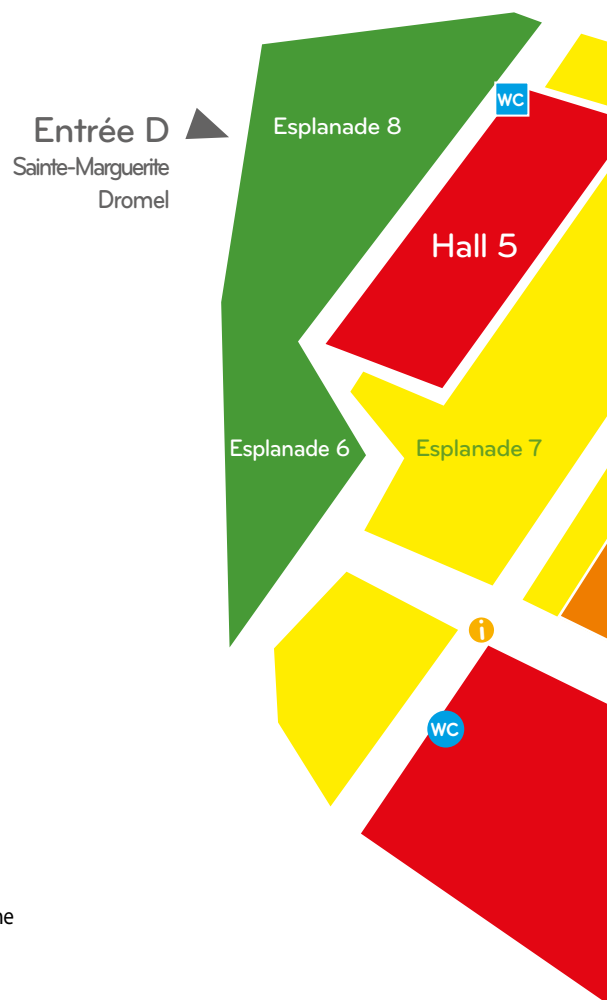 WC
Esplanade 8
Entrée D
Sainte-Marguerite
Dromel
Hall 5
Esplanade 6
Esplanade 7
i
WC